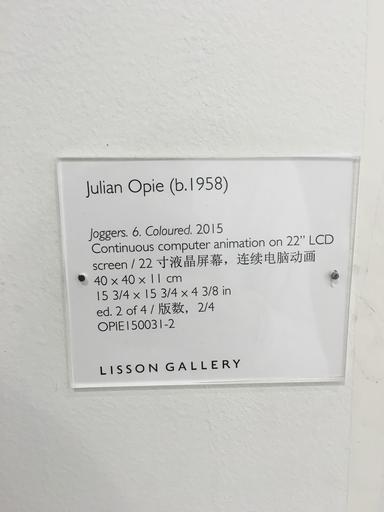 Julian Opie (b.1958)
Joggers. 6. Coloured. 2015
Continuous computer animation on 22” LCD
screen / 22 寸液晶屏幕，连续电脑动画
40 x 40 x 11 cm
15 3/4 x 15 3/4 x 4 3/8 in
ed. 2 of 4 / 版数，2/4
OPIE150031-2
LISSON GALLERY